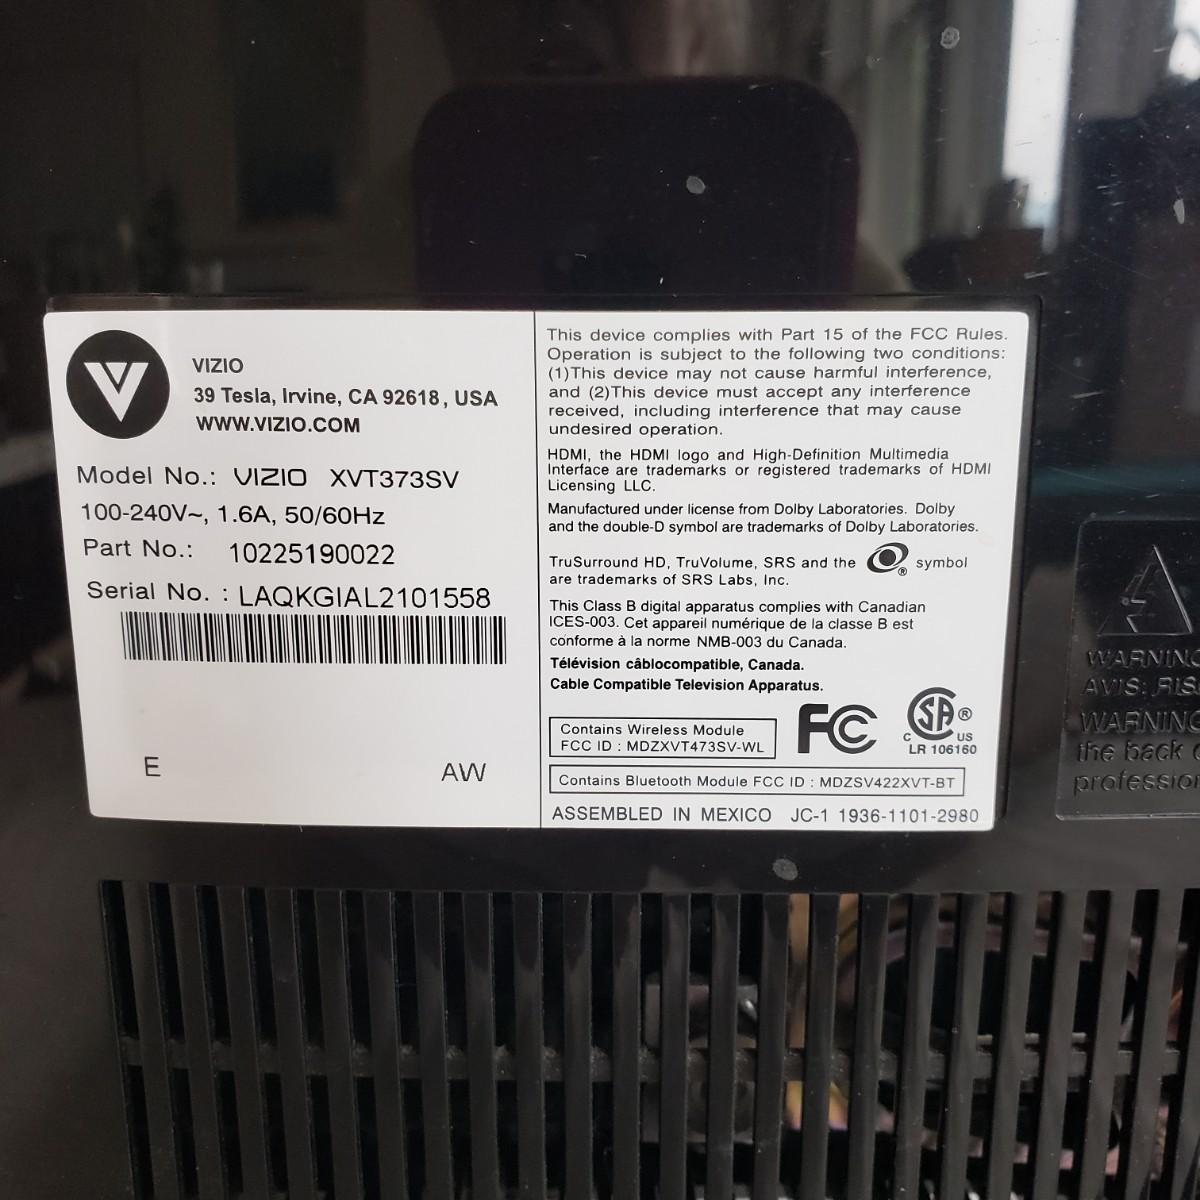 VIZIO
39 Tesla, Irvine, CA 92618, USA
WWW.VIZIO.COM
Model No.: VIZIO XVT373SV
100-240V~, 1.6A, 50/60Hz
Part No.: 10225190022
Serial No. : LAQKGIAL2101558
E AW
This device complies with Part 15 of the FCC Rules.
Operation is subject to the following two conditions:
(1)This device may not cause harmful interference,
and (2)This device must accept any interference
received, including interference that may cause
undesired operation.
HDMI, the HDMI logo and High-Definition Multimedia
Interface are trademarks or registered trademarks of HDMI
Licensing LLC.
Manufactured under license from Dolby Laboratories. Dolby
and the double-D symbol are trademarks of Dolby Laboratories.
TruSurround HD, TruVolume, SRS and the ® symbol
are trademarks of SRS Labs, Inc.
This Class B digital apparatus complies with Canadian
ICES-003. Cet appareil numérique de la classe B est
conforme à la norme NMB-003 du Canada.
Télévision câblocompatible, Canada.
Cable Compatible Television Apparatus.
Contains Wireless Module
FCC ID : MDZXVT473SV-WL
FC
C SA ® US
LR 106160
Contains Bluetooth Module FCC ID : MDZSV422XVT-BT
ASSEMBLED IN MEXICO JC-1 1936-1101-2980
WARNING
AVIS: RIS
WARNING
the back
profession